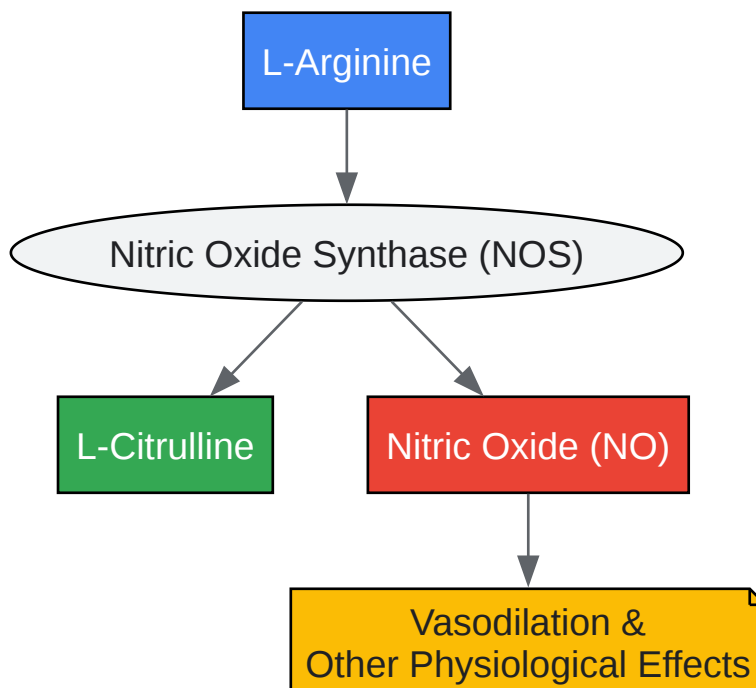 L-Arginine
Nitric Oxide Synthase (NOS)
L-Citrulline
Nitric Oxide (NO)
Vasodilation &
Other Physiological Effects